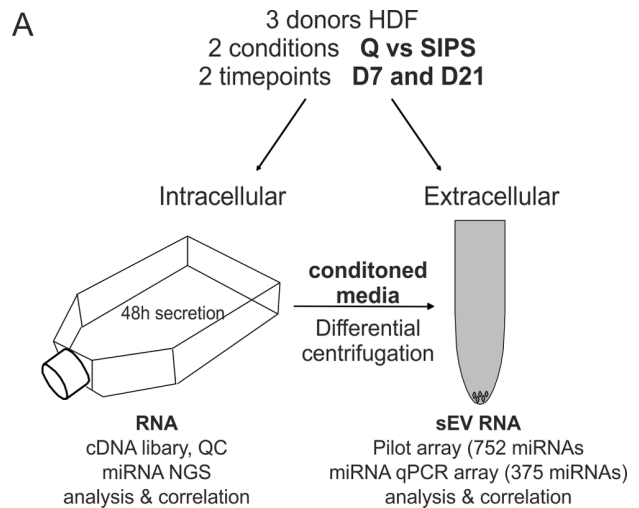 A
3 donors HDF
2 conditions Q vs SIPS
2 timepoints D7 and D21
Intracellular
Extracellular
48h secretion
conditoned
media
Differential
centrifugation
RNA
cDNA libary, QC
miRNA NGS
analysis & correlation
sEV RNA
Pilot array (752 miRNAs
miRNA qPCR array (375 miRNAs)
analysis & correlation